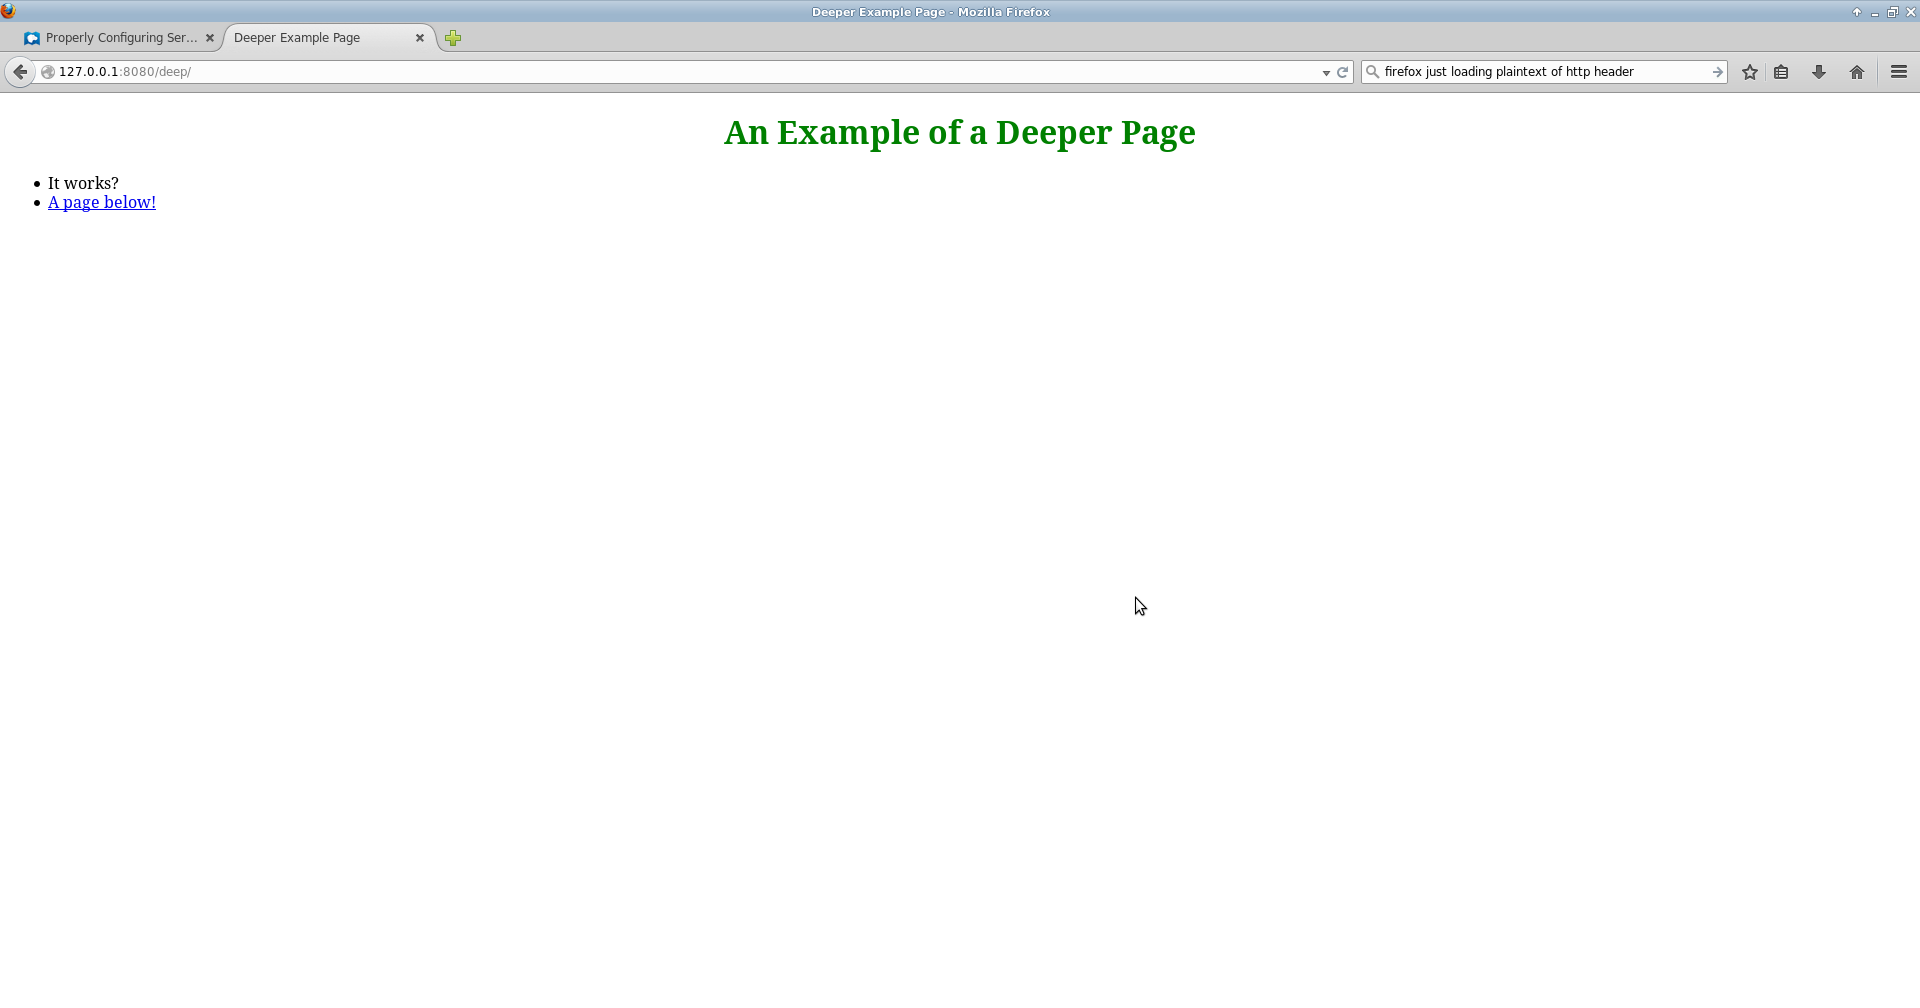 Deeper Example Page - Mozilla Firefox
Properly Configuring Ser...
Deeper Example Page
127.0.0.1:8080/deep/
firefox just loading plaintext of http header
An Example of a Deeper Page
It works?
A page below!